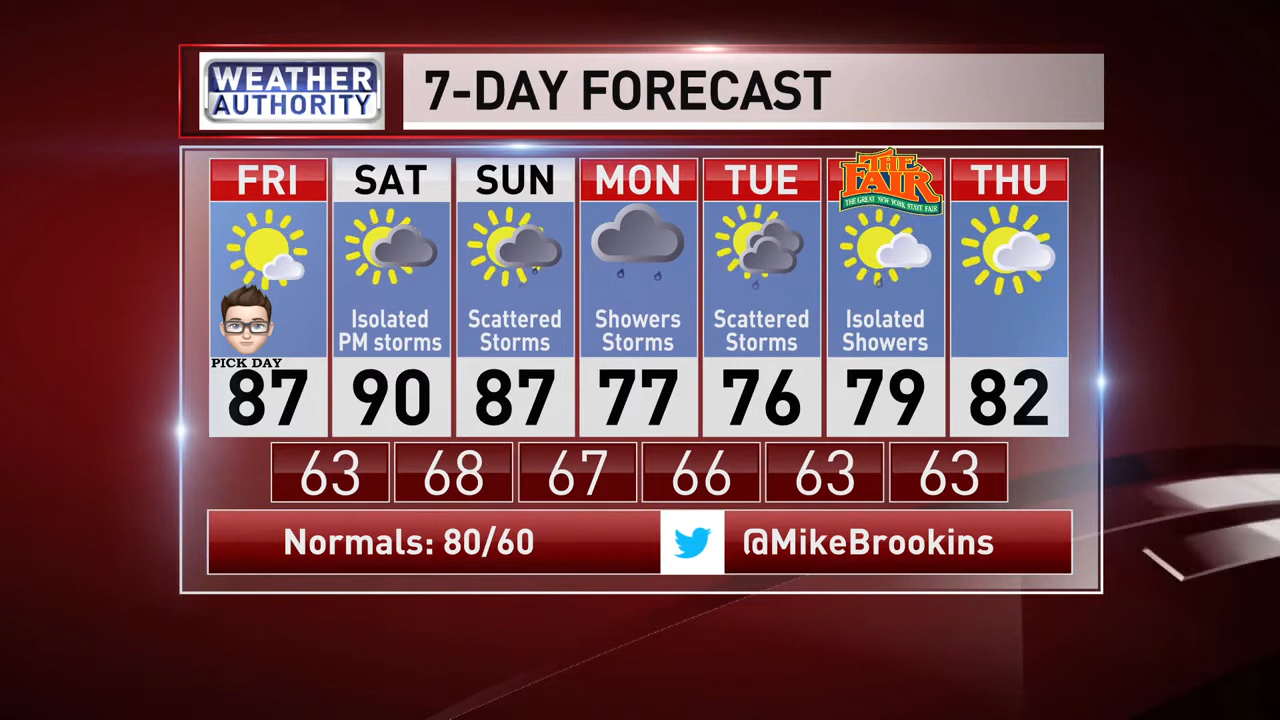 WEATHER
AUTHORITY
7-DAY FORECAST
FRI
SAT
SUN
MON
TUE
THE
FAIR
THE GREAT NEW YORK STATE FAIR
THU
Isolated
PM storms
Scattered
Storms
Showers
Storms
Scattered
Storms
Isolated
Showers
PICK DAY
87
90
87
77
76
79
82
63
68
67
66
63
63
Normals: 80/60
@MikeBrookins